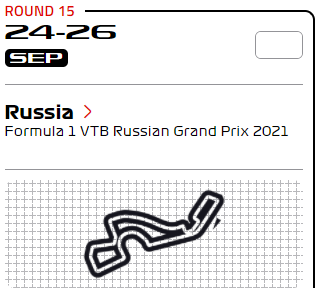 ROUND 15
24-26
SEP
Russia
Formula 1 VTB Russian Grand Prix 2021